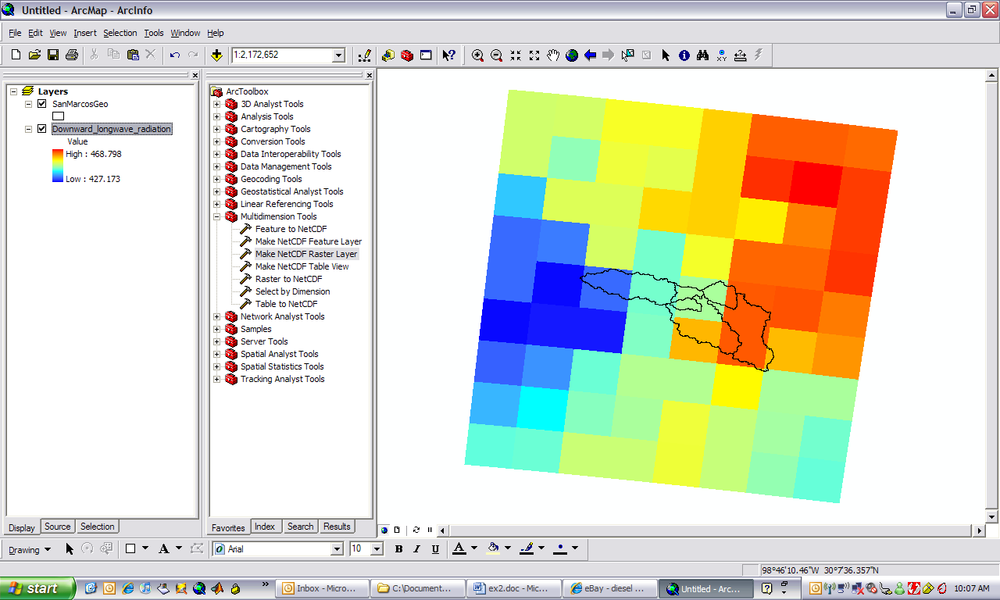 Untitled - ArcMap - ArcInfo
File Edit View Insert Selection Tools Window Help
1:2,172,652
Layers
SanMarcosGeo
Downward_longwave_radiation
Value
High : 468.798
Low : 427.173
Display Source Selection
ArcToolbox
3D Analyst Tools
Analysis Tools
Cartography Tools
Conversion Tools
Data Interoperability Tools
Data Management Tools
Geocoding Tools
Geostatistical Analyst Tools
Linear Referencing Tools
Multidimension Tools
Feature to NetCDF
Make NetCDF Feature Layer
Make NetCDF Raster Layer
Make NetCDF Table View
Raster to NetCDF
Select by Dimension
Table to NetCDF
Network Analyst Tools
Samples
Server Tools
Spatial Analyst Tools
Spatial Statistics Tools
Tracking Analyst Tools
Favorites Index Search Results
Drawing A Arial 10 B I U A
98°46'10.46"W 30°7'36.357"N
start » Inbox - Micro... C:\Document... ex2.doc - Mic... eBay - diesel ... Untitled - Arc... 10:07 AM